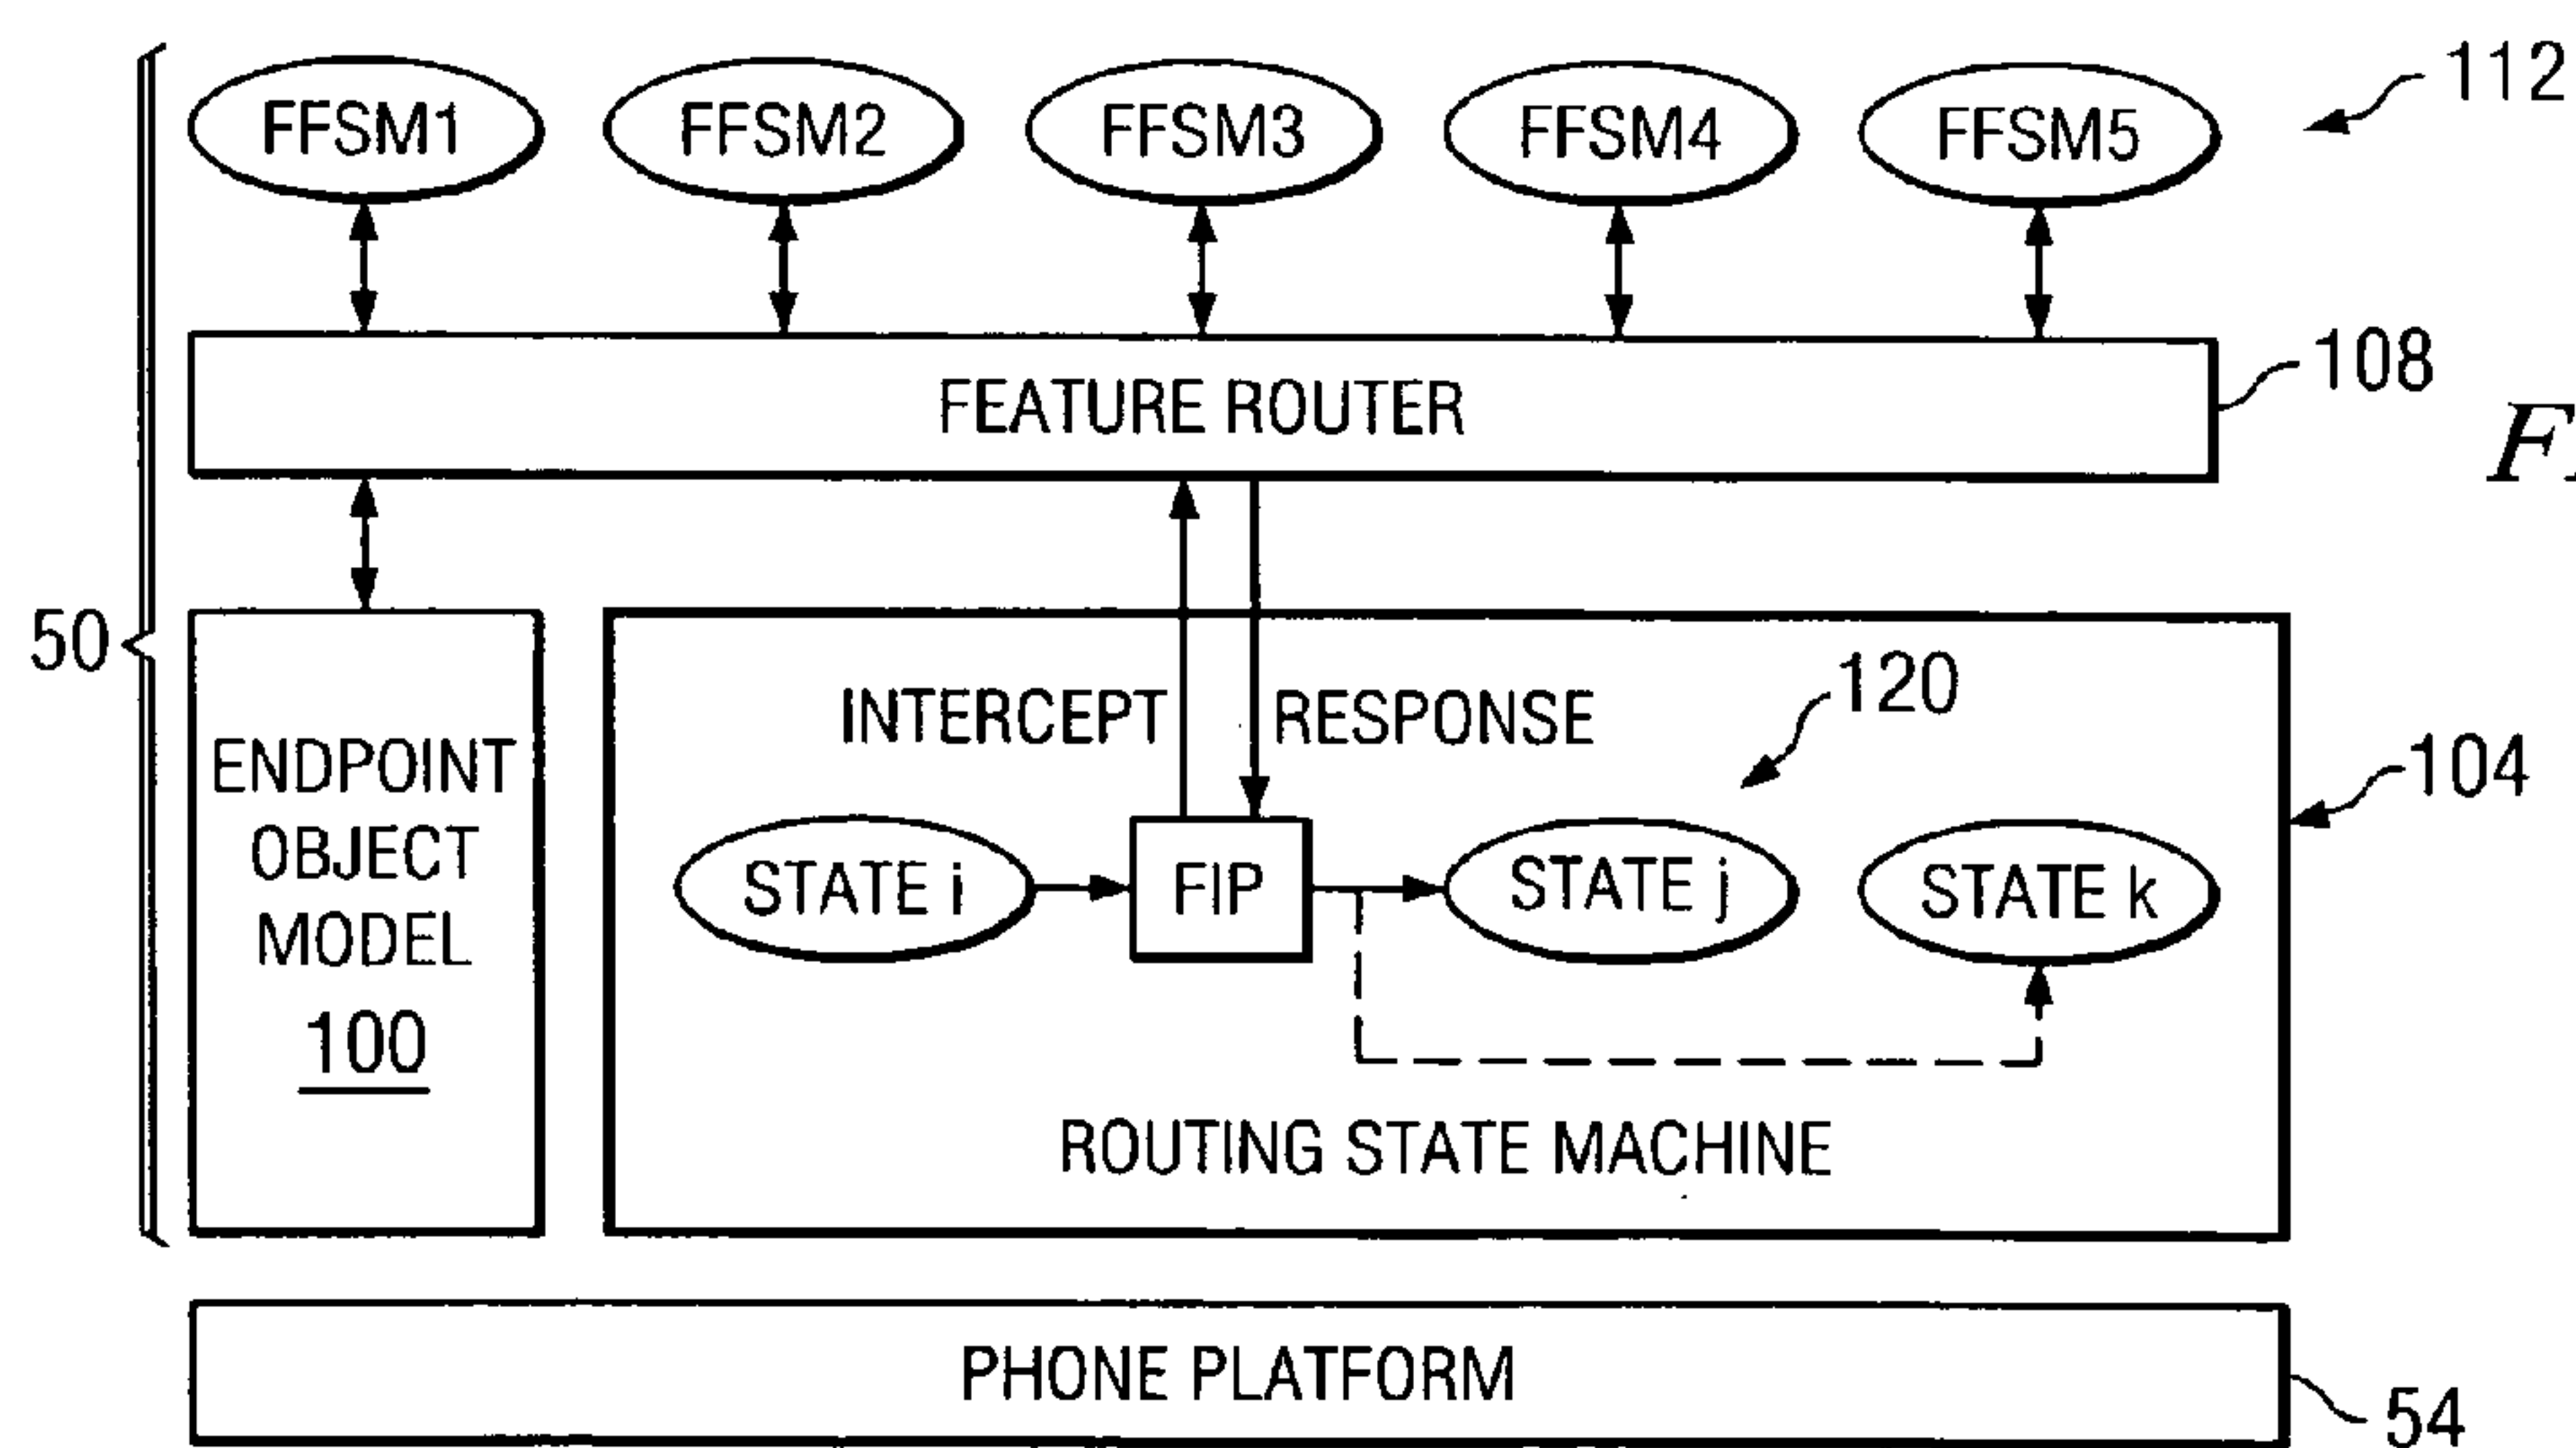 FFSM1 FFSM2 FFSM3 FFSM4 FFSM5 112
FEATURE ROUTER 108
50
INTERCEPT RESPONSE 120
ENDPOINT
OBJECT
MODEL
100
104
STATE i FIP STATE j STATE k
ROUTING STATE MACHINE
PHONE PLATFORM 54